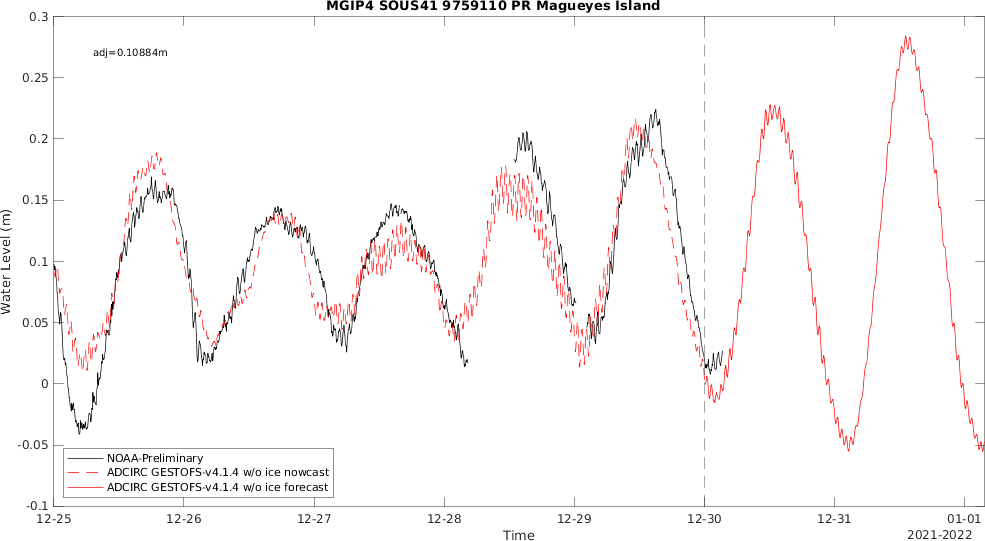 MGIP4 SOUS41 9759110 PR Magueyes Island
0.3
adj=0.10884m
0.25
0.2
0.15
Water Level (m)
0.1
0.05
0
-0.05
NOAA-Preliminary
ADCIRC GESTOFS-v4.1.4 w/o ice nowcast
ADCIRC GESTOFS-v4.1.4 w/o ice forecast
-0.1
12-25 12-26 12-27 12-28 12-29 12-30 12-31 01-01
Time
2021-2022